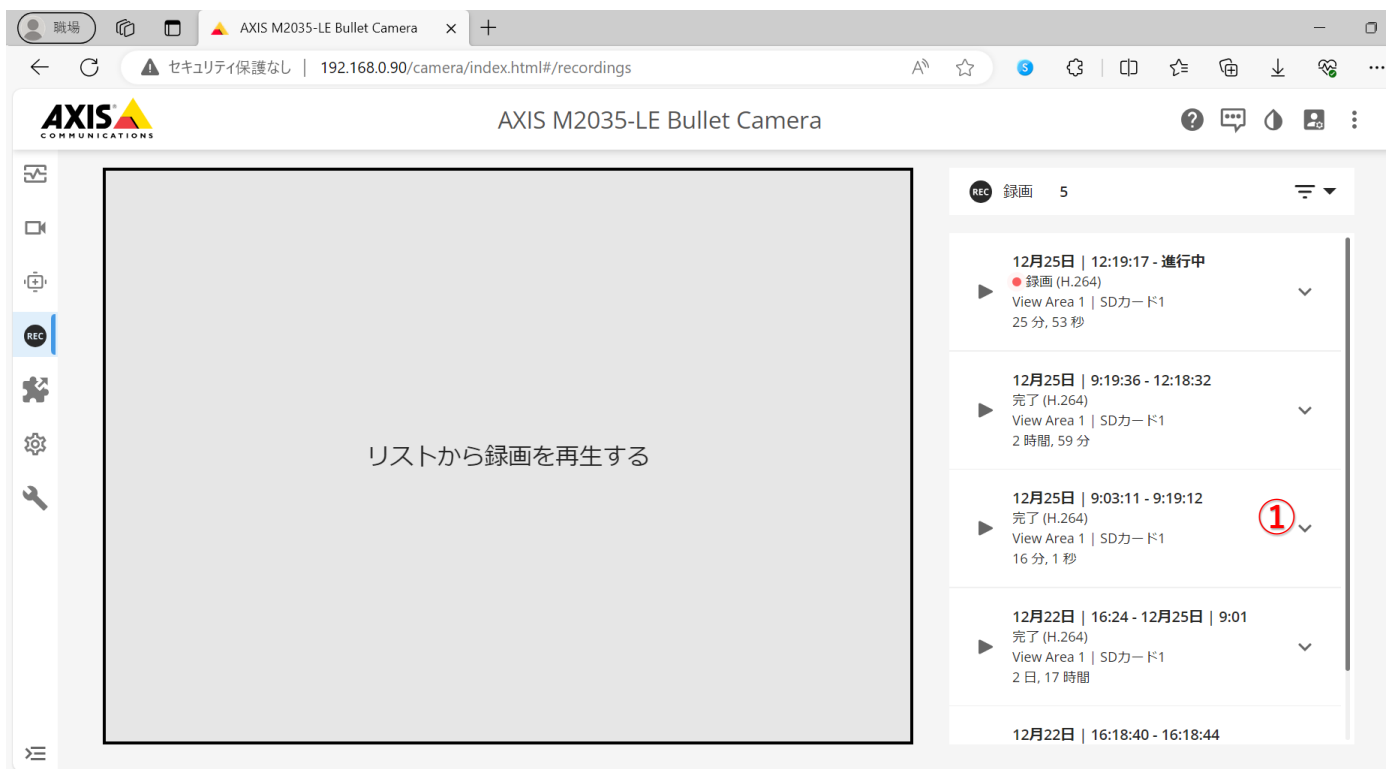 職場
AXIS M2035-LE Bullet Camera
セキュリティ保護なし | 192.168.0.90/camera/index.html#/recordings
AXIS
COMMUNICATIONS
AXIS M2035-LE Bullet Camera
REC 録画 5
12月25日 | 12:19:17 - 進行中
録画 (H.264)
View Area 1 | SDカード1
25 分, 53 秒
12月25日 | 9:19:36 - 12:18:32
完了 (H.264)
View Area 1 | SDカード1
2 時間, 59 分
REC
リストから録画を再生する
12月25日 | 9:03:11 - 9:19:12
完了 (H.264)
View Area 1 | SDカード1
16 分, 1 秒
①
12月22日 | 16:24 - 12月25日 | 9:01
完了 (H.264)
View Area 1 | SDカード1
2 日, 17 時間
12月22日 | 16:18:40 - 16:18:44